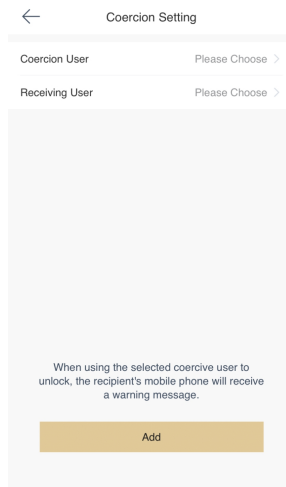 Coercion Setting
Coercion User Please Choose >
Receiving User Please Choose >
When using the selected coercive user to
unlock, the recipient's mobile phone will receive
a warning message.
Add